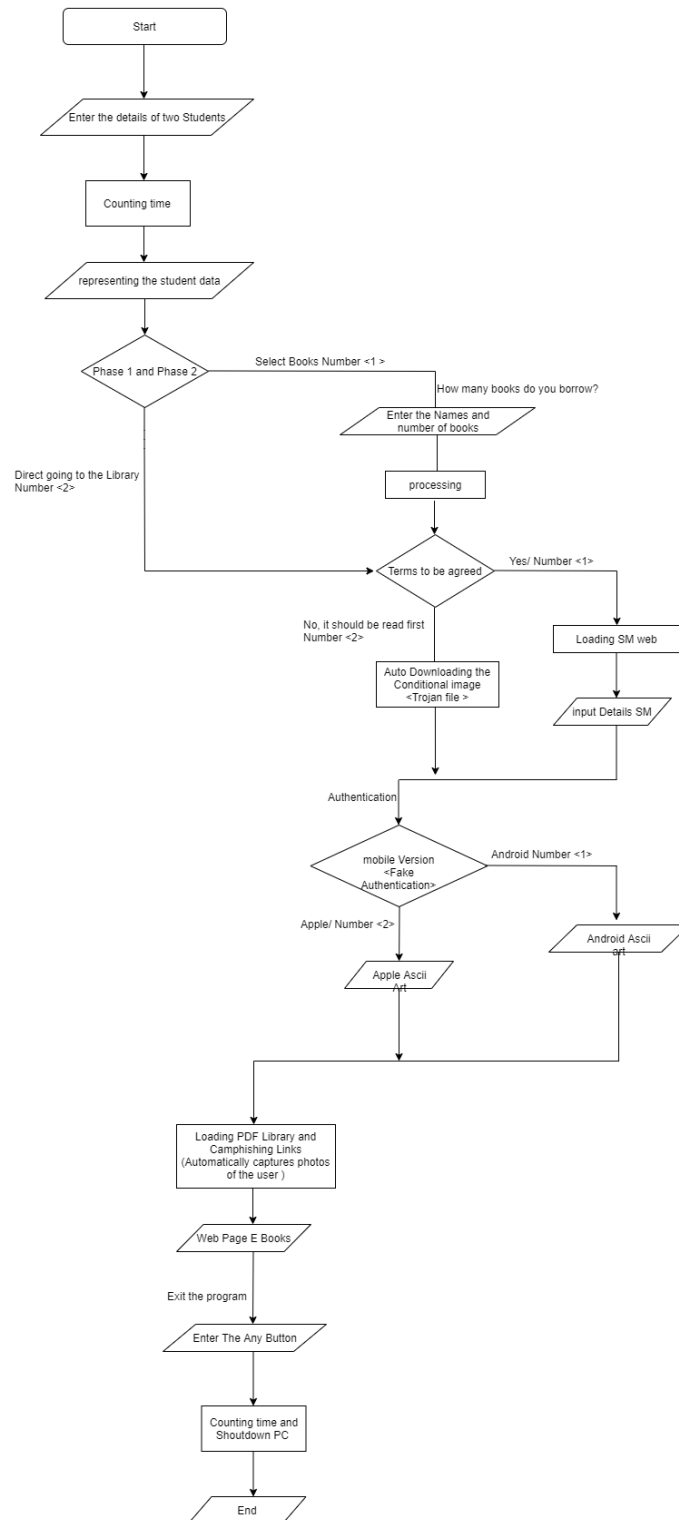 Start
Enter the details of two Students
Counting time
representing the student data
Phase 1 and Phase 2
Select Books Number <1 >
How many books do you borrow?
Enter the Names and
number of books
Direct going to the Library
Number <2>
processing
Terms to be agreed
Yes/ Number <1>
No, it should be read first
Number <2>
Loading SM web
Auto Downloading the
Conditional image
<Trojan file >
input Details SM
Authentication
mobile Version
<Fake
Authentication>
Android Number <1>
Apple/ Number <2>
Android Ascii
art
Apple Ascii
Art
Loading PDF Library and
Camphishing Links
(Automatically captures photos
of the user )
Web Page E Books
Exit the program
Enter The Any Button
Counting time and
Shoutdown PC
End